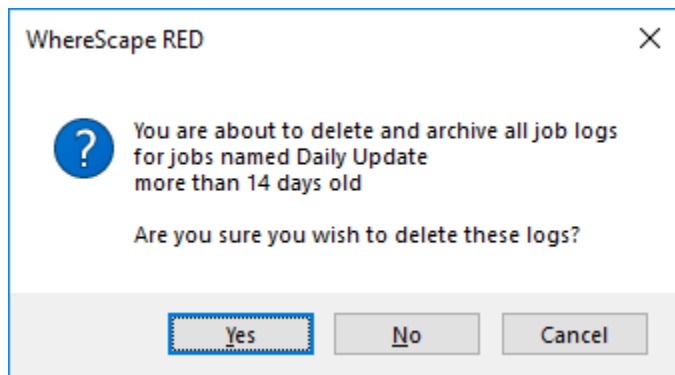 WhereScape RED
?
You are about to delete and archive all job logs
for jobs named Daily Update
more than 14 days old
Are you sure you wish to delete these logs?
Yes No Cancel